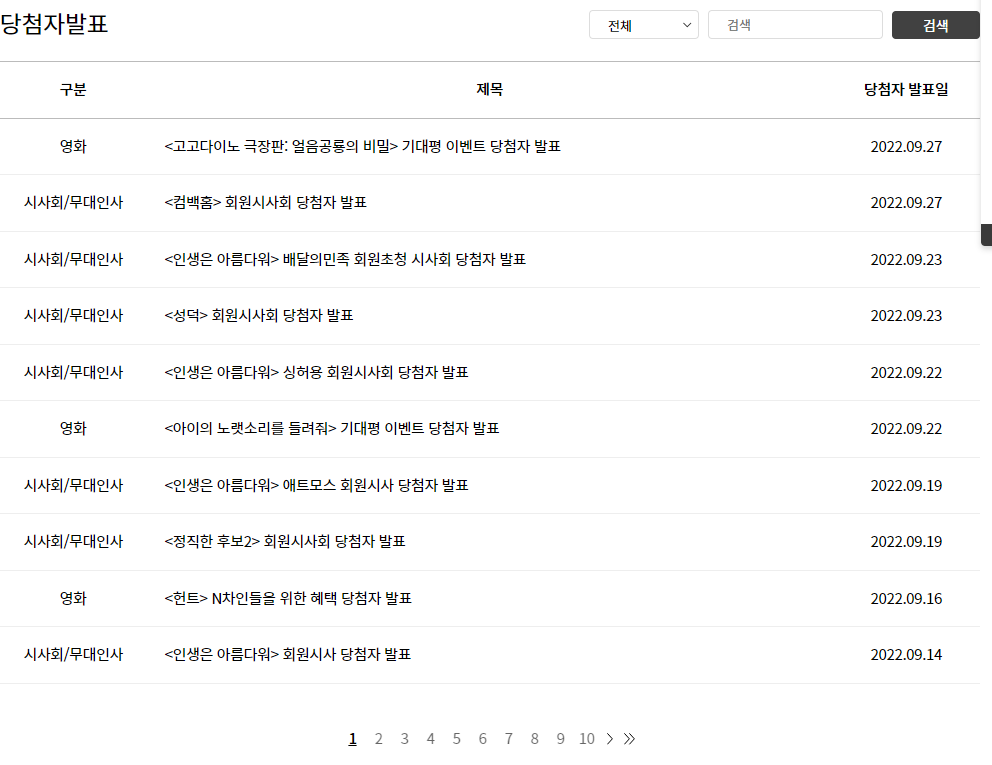 당첨자발표 전체 검색 검색
구분 제목 당첨자 발표일
영화 <고고다이노 극장판: 얼음공룡의 비밀> 기대평 이벤트 당첨자 발표 2022.09.27
시사회/무대인사 <컴백홈> 회원시사회 당첨자 발표 2022.09.27
시사회/무대인사 <인생은 아름다워> 배달의민족 회원초청 시사회 당첨자 발표 2022.09.23
시사회/무대인사 <성덕> 회원시사회 당첨자 발표 2022.09.23
시사회/무대인사 <인생은 아름다워> 싱허용 회원시사회 당첨자 발표 2022.09.22
영화 <아이의 노랫소리를 들려줘> 기대평 이벤트 당첨자 발표 2022.09.22
시사회/무대인사 <인생은 아름다워> 애트모스 회원시사 당첨자 발표 2022.09.19
시사회/무대인사 <정직한 후보2> 회원시사회 당첨자 발표 2022.09.19
영화 <헌트> N차인들을 위한 혜택 당첨자 발표 2022.09.16
시사회/무대인사 <인생은 아름다워> 회원시사 당첨자 발표 2022.09.14
1 2 3 4 5 6 7 8 9 10